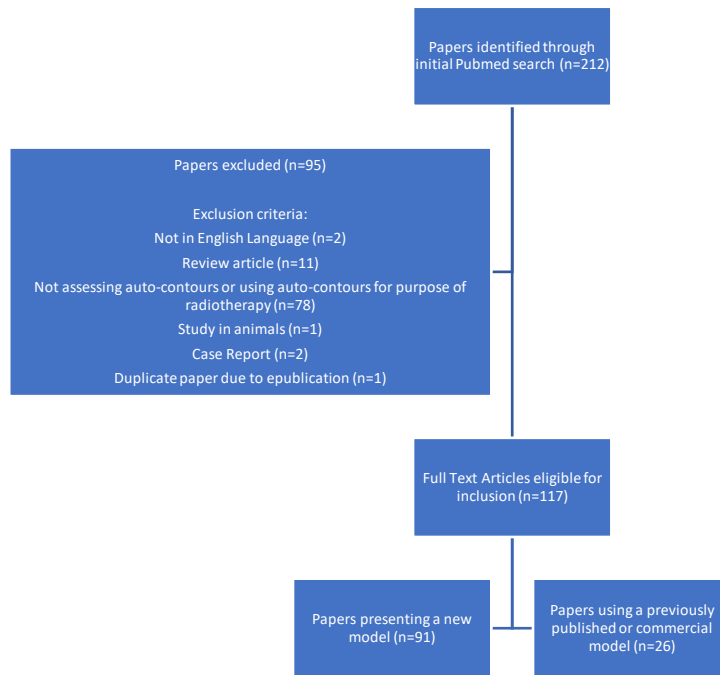 Papers identified through
initial Pubmed search (n=212)
Papers excluded (n=95)
Exclusion criteria:
Not in English Language (n=2)
Review article (n=11)
Not assessing auto-contours or using auto-contours for purpose of
radiotherapy (n=78)
Study in animals (n=1)
Case Report (n=2)
Duplicate paper due to epublication (n=1)
Full Text Articles eligible for
inclusion (n=117)
Papers presenting a new
model (n=91)
Papers using a previously
published or commercial
model (n=26)